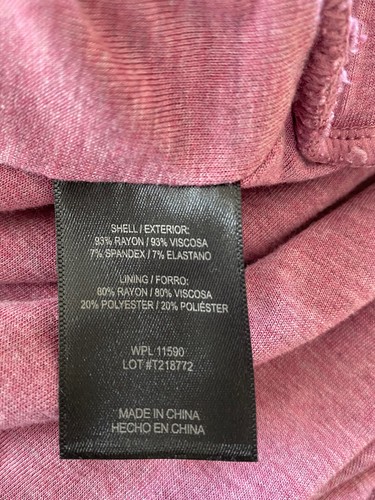 SHELL / EXTERIOR:
93% RAYON / 93% VISCOSA
7% SPANDEX / 7% ELASTANO
LINING / FORRO:
80% RAYON / 80% VISCOSA
20% POLYESTER / 20% POLIÉSTER
WPL 11590
LOT #T218772
MADE IN CHINA
HECHO EN CHINA